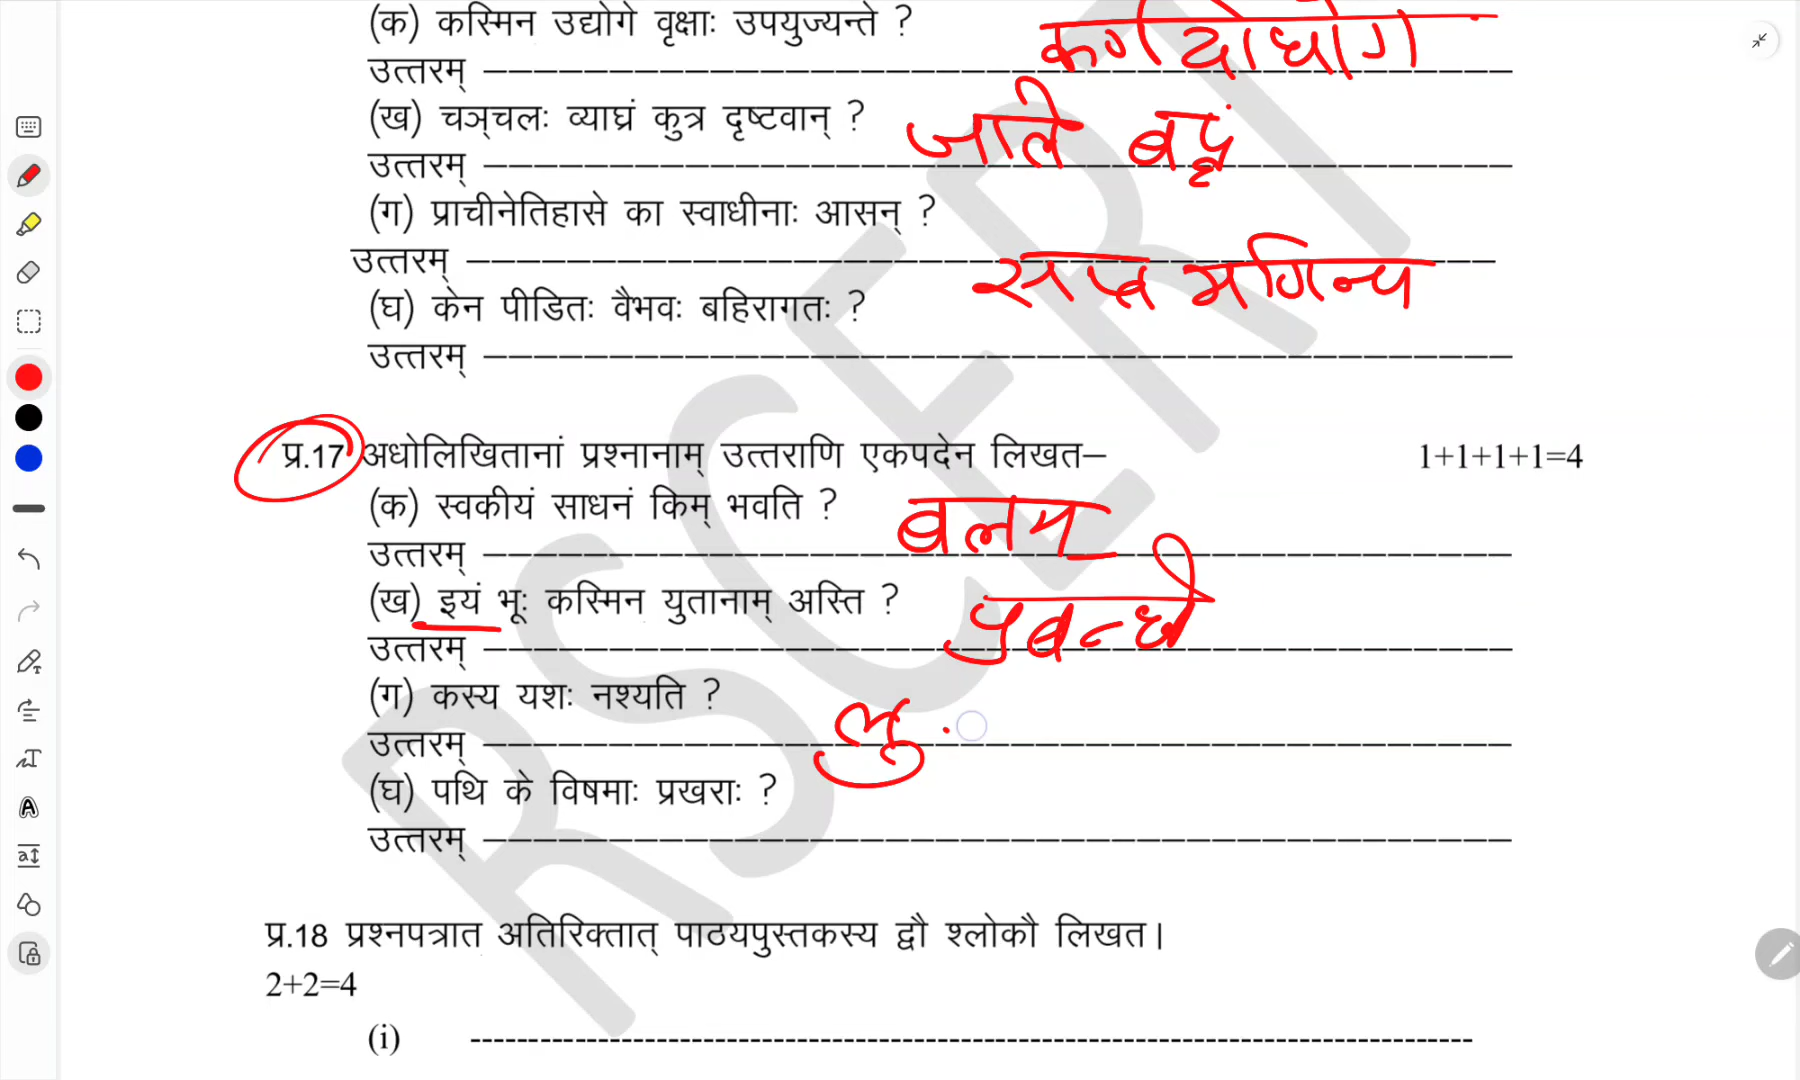 (क) कस्मिन उद्योगे वृक्षाः उपयुज्यन्ते ?
उत्तरम्
(ख) चञ्चलः व्याघ्रं कुत्र दृष्टवान् ?
जाले बद्धं
उत्तरम्
(ग) प्राचीनेतिहासे का स्वाधीनाः आसन् ?
उत्तरम्
सप्त भगिन्य
(घ) केन पीडितः वैभवः बहिरागतः ?
उत्तरम्
प्र.17 अधोलिखितानां प्रश्नानाम् उत्तराणि एकपदेन लिखत– 1+1+1+1=4
(क) स्वकीयं साधनं किम् भवति ?
बलम
उत्तरम्
(ख) इयं भूः कस्मिन युतानाम् अस्ति ?
उत्तरम्
(ग) कस्य यशः नश्यति ?
लु
उत्तरम्
(घ) पथि के विषमाः प्रखराः ?
उत्तरम्
प्र.18 प्रश्नपत्रात अतिरिक्तात् पाठयपुस्तकस्य द्वौ श्लोकौ लिखत।
2+2=4
(i)
RSCERT